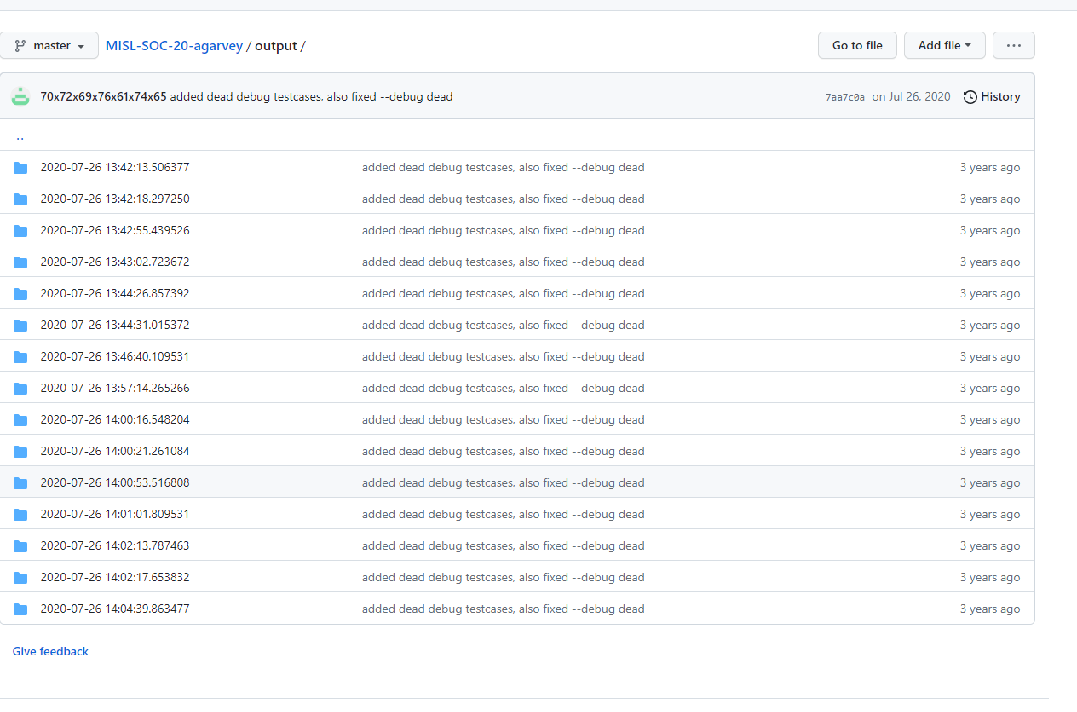 master MISL-SOC-20-agarvey / output / Go to file Add file ...
70x72x69x76x61x74x65 added dead debug testcases, also fixed --debug dead 7aa7c0a on Jul 26, 2020 History
..
2020-07-26 13:42:13.506377 added dead debug testcases, also fixed --debug dead 3 years ago
2020-07-26 13:42:18.297250 added dead debug testcases, also fixed --debug dead 3 years ago
2020-07-26 13:42:55.439526 added dead debug testcases, also fixed --debug dead 3 years ago
2020-07-26 13:43:02.723672 added dead debug testcases, also fixed --debug dead 3 years ago
2020-07-26 13:44:26.857392 added dead debug testcases, also fixed --debug dead 3 years ago
2020-07-26 13:44:31.015372 added dead debug testcases, also fixed --debug dead 3 years ago
2020-07-26 13:46:40.109531 added dead debug testcases, also fixed --debug dead 3 years ago
2020-07-26 13:57:14.265266 added dead debug testcases, also fixed --debug dead 3 years ago
2020-07-26 14:00:16.548204 added dead debug testcases, also fixed --debug dead 3 years ago
2020-07-26 14:00:21.261084 added dead debug testcases, also fixed --debug dead 3 years ago
2020-07-26 14:00:53.516808 added dead debug testcases, also fixed --debug dead 3 years ago
2020-07-26 14:01:01.809531 added dead debug testcases, also fixed --debug dead 3 years ago
2020-07-26 14:02:13.787463 added dead debug testcases, also fixed --debug dead 3 years ago
2020-07-26 14:02:17.653832 added dead debug testcases, also fixed --debug dead 3 years ago
2020-07-26 14:04:39.863477 added dead debug testcases, also fixed --debug dead 3 years ago
Give feedback